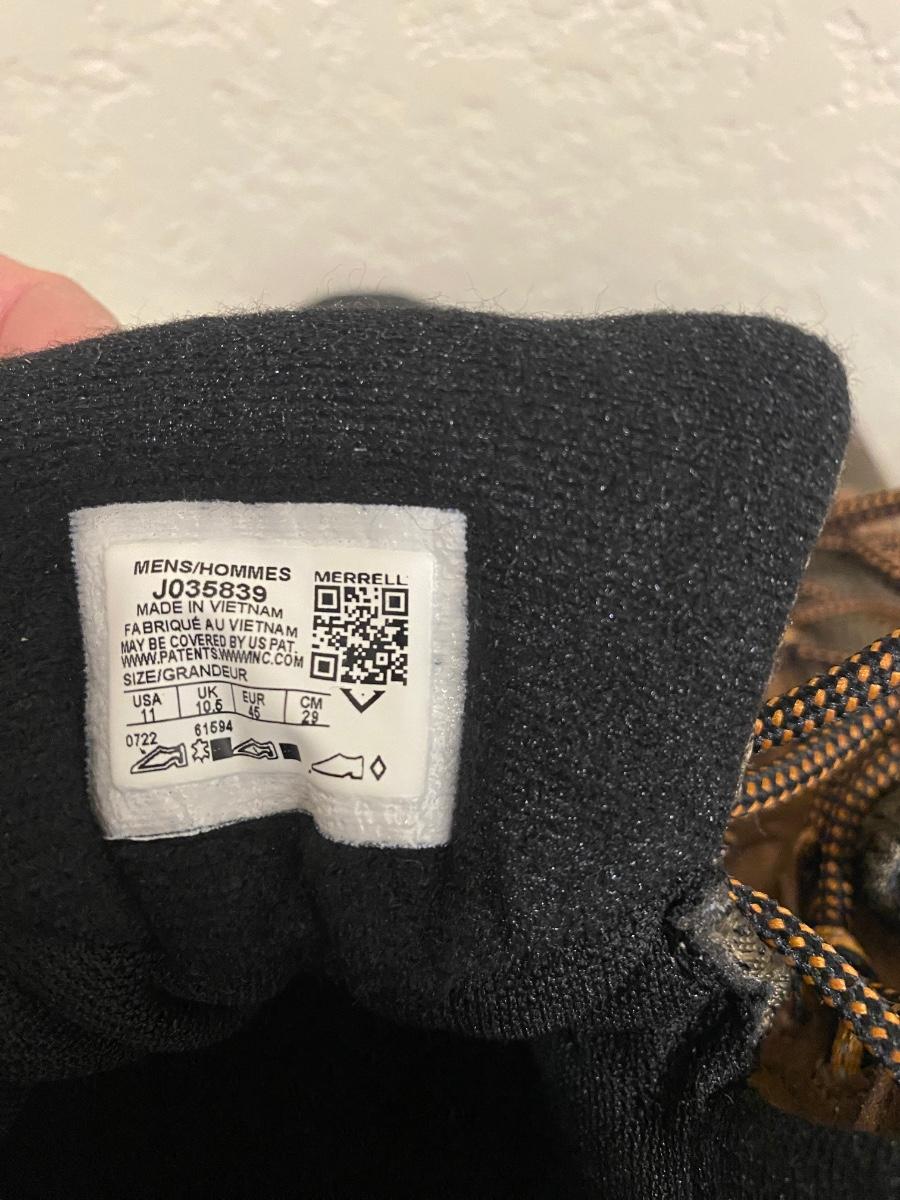 MENS/HOMMES
J035839
MADE IN VIETNAM
FABRIQUÉ AU VIETNAM
MAY BE COVERED BY US PAT.
WWW.PATENTS.WWWINC.COM
MERRELL
SIZE/GRANDEUR
USA UK EUR CM
11 10.5 45 29
0722 61594